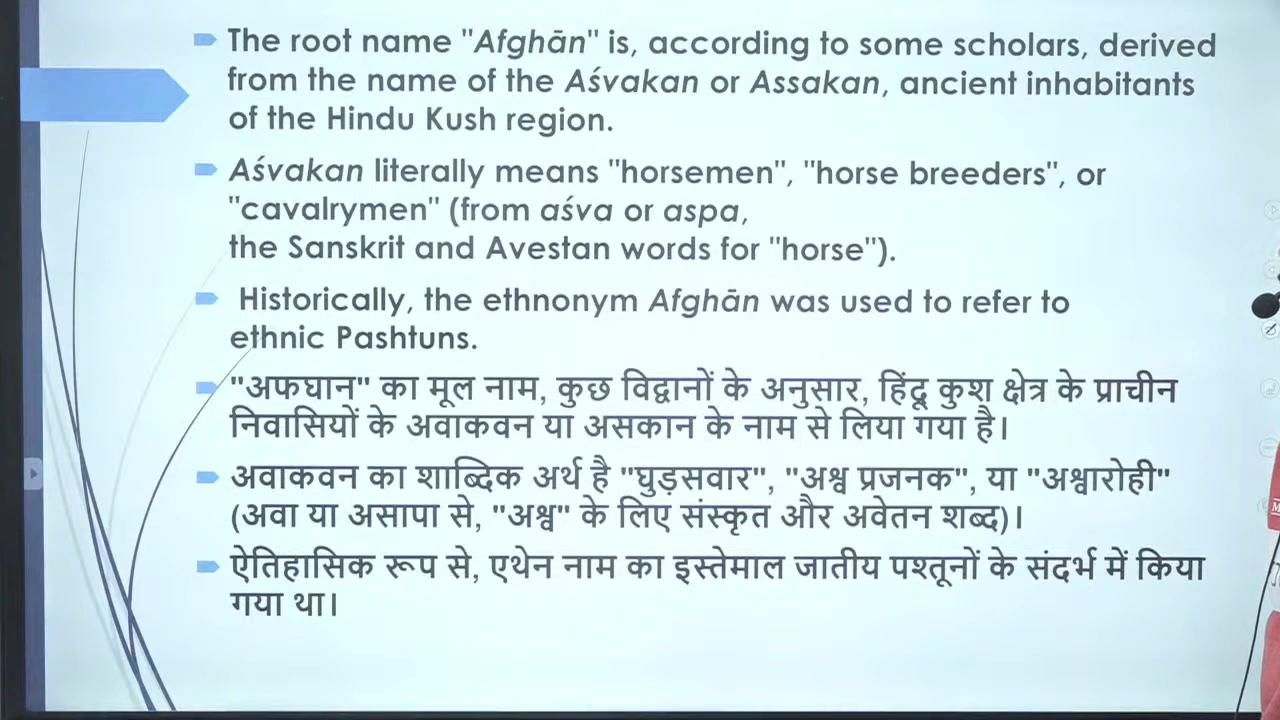 The root name "Afghān" is, according to some scholars, derived
from the name of the Aśvakan or Assakan, ancient inhabitants
of the Hindu Kush region.
Aśvakan literally means "horsemen", "horse breeders", or
"cavalrymen" (from aśva or aspa,
the Sanskrit and Avestan words for "horse").
Historically, the ethnonym Afghān was used to refer to
ethnic Pashtuns.
"अफघान" का मूल नाम, कुछ विद्वानों के अनुसार, हिंदू कुश क्षेत्र के प्राचीन
निवासियों के अवाकवन या असकान के नाम से लिया गया है।
अवाकवन का शाब्दिक अर्थ है "घुड़सवार", "अश्व प्रजनक", या "अश्वारोही"
(अवा या असापा से, "अश्व" के लिए संस्कृत और अवेतन शब्द)।
ऐतिहासिक रूप से, एथेन नाम का इस्तेमाल जातीय पश्तूनों के संदर्भ में किया
गया था।